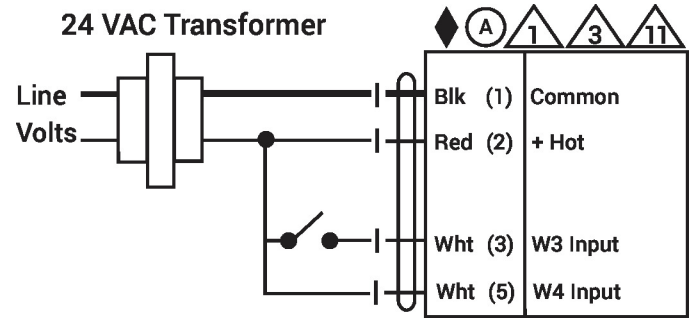 24 VAC Transformer
A 1 3 11
Line
Volts
Blk (1) Common
Red (2) + Hot
Wht (3) W3 Input
Wht (5) W4 Input